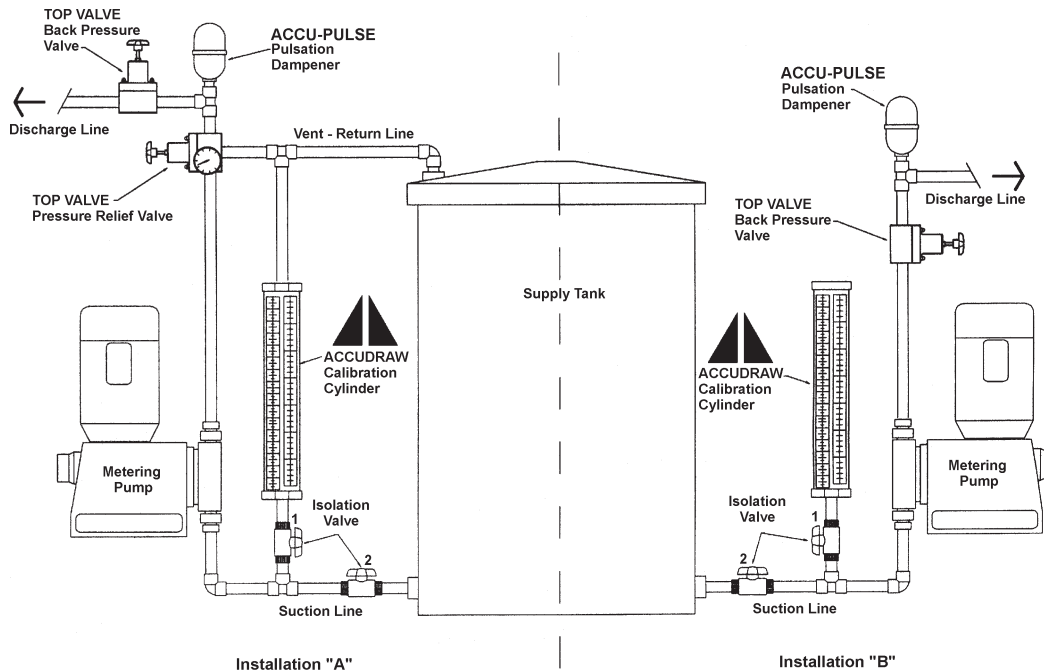 TOP VALVE
Back Pressure
Valve
ACCU-PULSE
Pulsation
Dampener
Discharge Line
Vent - Return Line
TOP VALVE
Pressure Relief Valve
ACCUDRAW
Calibration
Cylinder
Metering
Pump
Isolation
Valve
1
2
Suction Line
Installation "A"
Supply Tank
ACCU-PULSE
Pulsation
Dampener
Discharge Line
TOP VALVE
Back Pressure
Valve
ACCUDRAW
Calibration
Cylinder
Metering
Pump
Isolation
Valve
1
2
Suction Line
Installation "B"